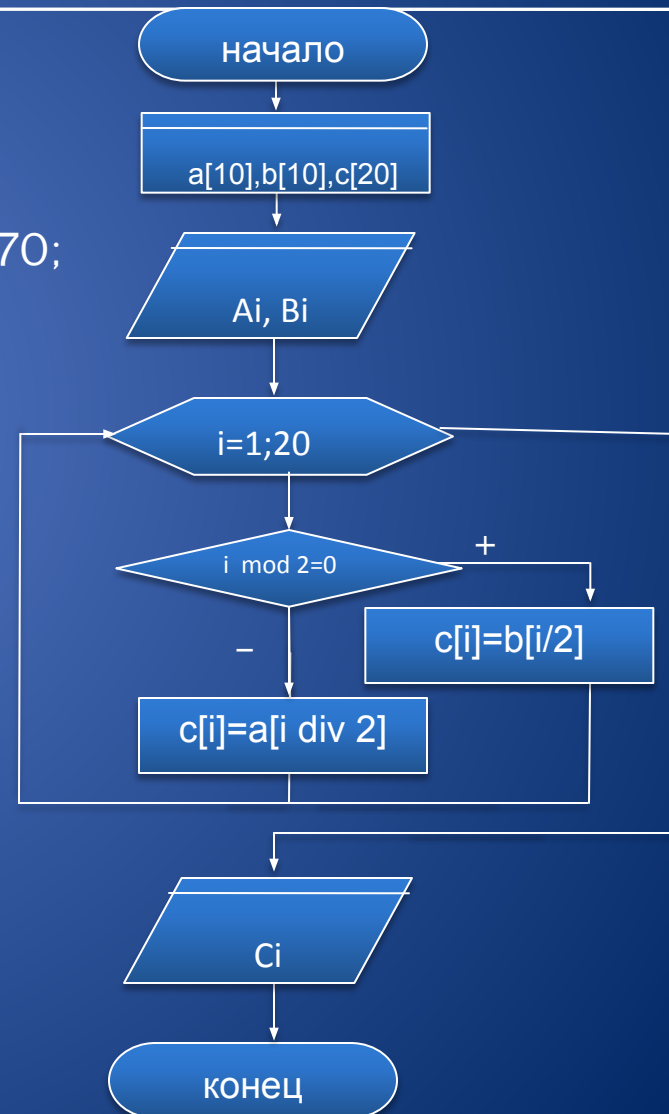 начало
a[10],b[10],c[20]
70;
Ai, Bi
i=1;20
i mod 2=0
+
c[i]=b[i/2]
–
c[i]=a[i div 2]
Ci
конец